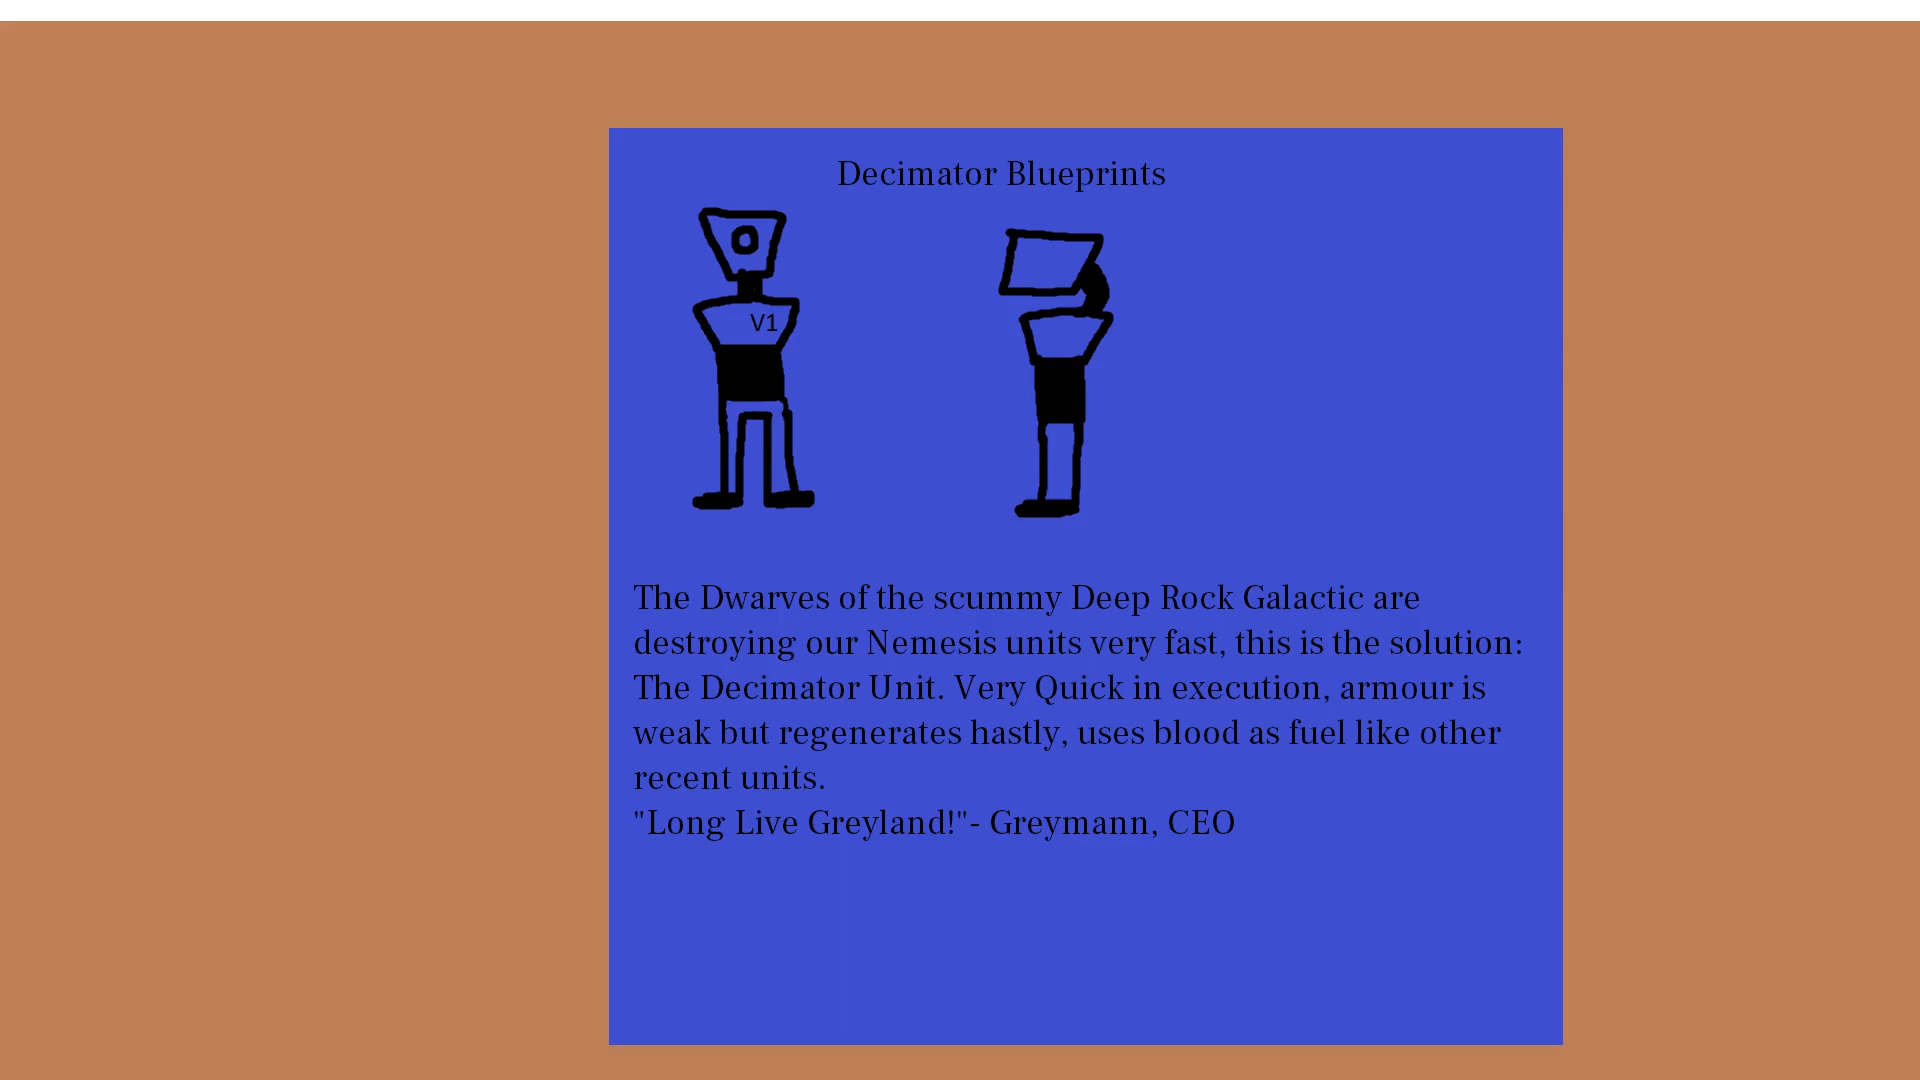 Decimator Blueprints
V1
The Dwarves of the scummy Deep Rock Galactic are
destroying our Nemesis units very fast, this is the solution:
The Decimator Unit. Very Quick in execution, armour is
weak but regenerates hastly, uses blood as fuel like other
recent units.
"Long Live Greyland!"- Greymann, CEO